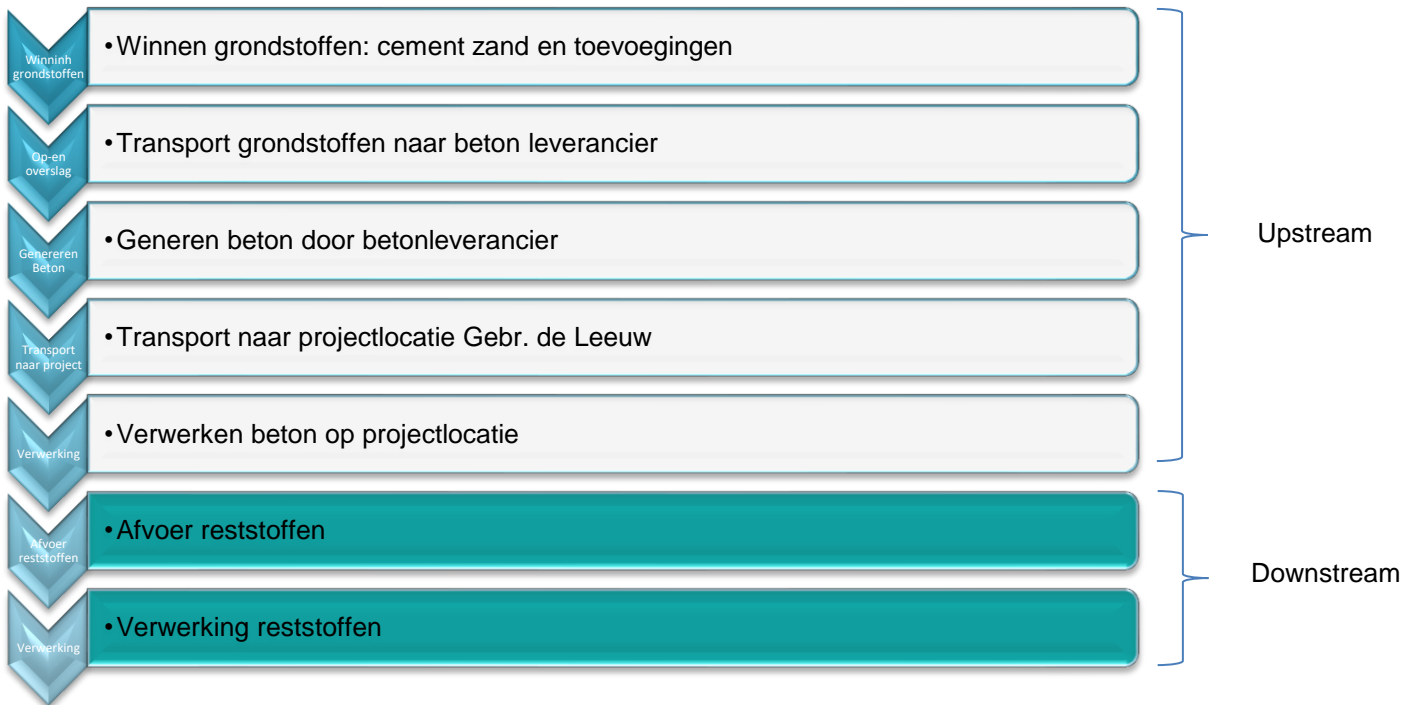 Winninh
grondstoffen
•Winnen grondstoffen: cement zand en toevoegingen
Op-en
overslag
•Transport grondstoffen naar beton leverancier
Genereren
Beton
•Generen beton door betonleverancier
Transport
naar project
•Transport naar projectlocatie Gebr. de Leeuw
Verwerking
•Verwerken beton op projectlocatie
Upstream
Afvoer
reststoffen
•Afvoer reststoffen
Verwerking
•Verwerking reststoffen
Downstream